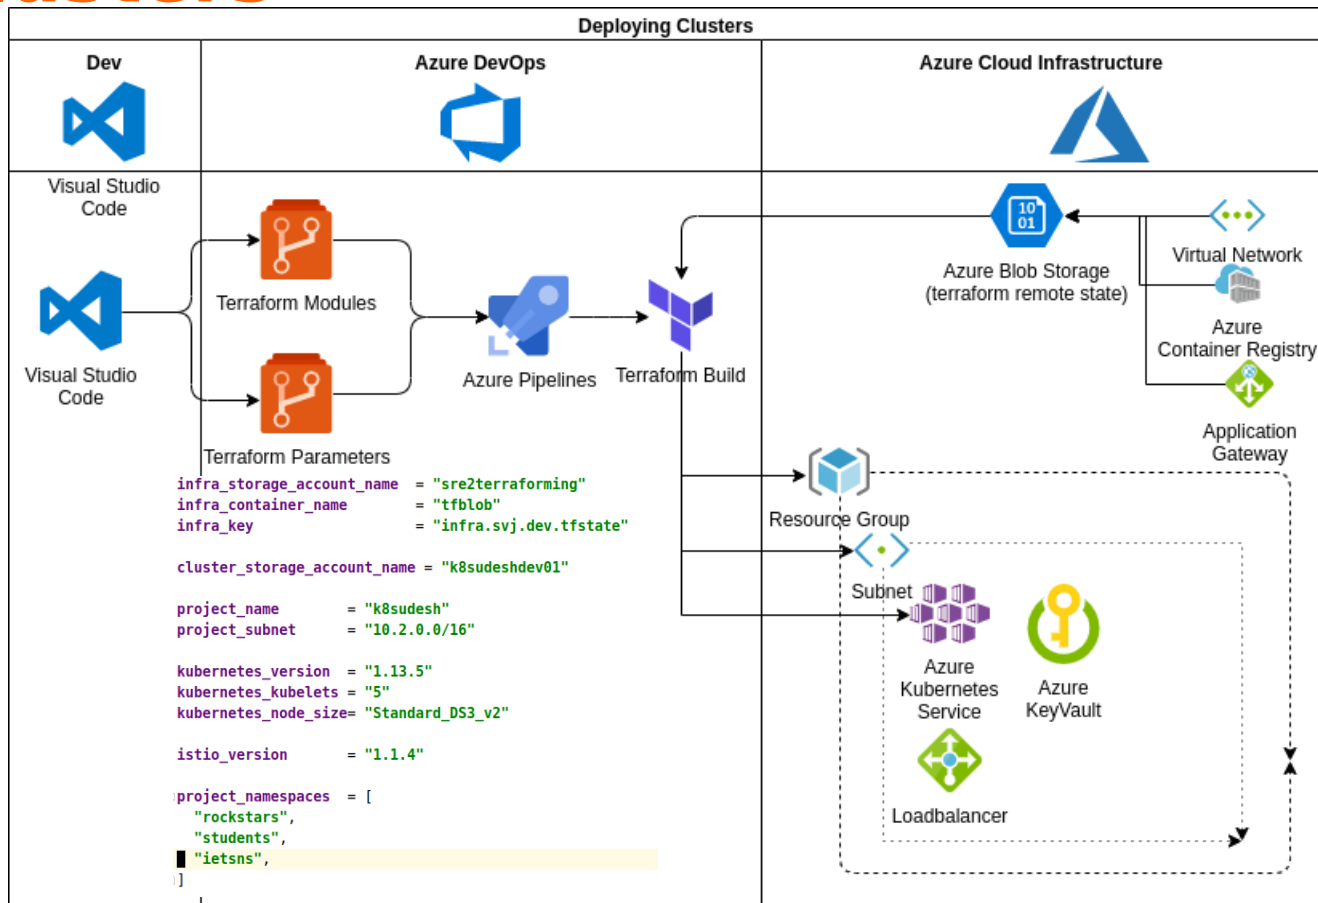 Deploying Clusters
Dev
Azure DevOps
Azure Cloud Infrastructure
Visual Studio
Code
10
01
Virtual Network
Azure Blob Storage
(terraform remote state)
Terraform Modules
Azure
Container Registry
Visual Studio
Code
Azure Pipelines
Terraform Build
Application
Gateway
Terraform Parameters
infra_storage_account_name = "sre2terraforming"
infra_container_name = "tfblob"
infra_key = "infra.svj.dev.tfstate"
cluster_storage_account_name = "k8sudeshdev01"
project_name = "k8sudesh"
project_subnet = "10.2.0.0/16"
kubernetes_version = "1.13.5"
kubernetes_kubelets = "5"
kubernetes_node_size= "Standard_DS3_v2"
istio_version = "1.1.4"
project_namespaces = [
"rockstars",
"students",
"ietsns",
]
Resource Group
Subnet
Azure
Kubernetes
Service
Azure
KeyVault
Loadbalancer